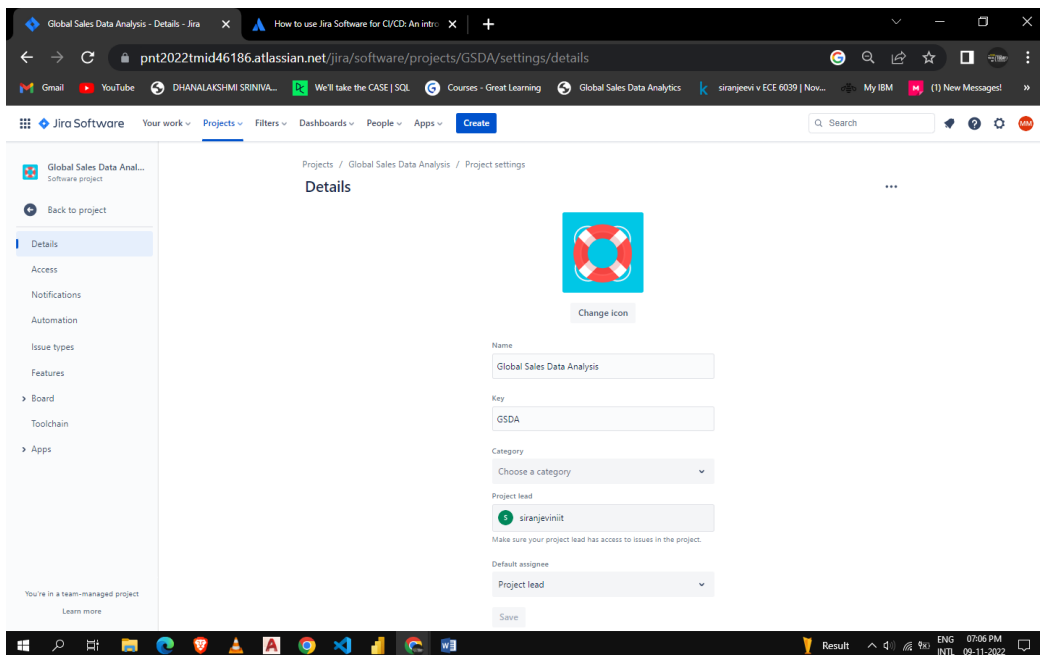 Global Sales Data Analysis - Details - Jira
How to use Jira Software for CI/CD: An intro
pnt2022tmid46186.atlassian.net/jira/software/projects/GSDA/settings/details
Gmail YouTube DHANALAKSHMI SRINIVA... We'll take the CASE | SQL Courses - Great Learning Global Sales Data Analytics siranjeevi v ECE 6039 | Nov... My IBM (1) New Messages! »
Jira Software Your work Projects Filters Dashboards People Apps Create Search MM
Global Sales Data Anal...
Software project
Back to project
Details
Access
Notifications
Automation
Issue types
Features
Board
Toolchain
Apps
You're in a team-managed project
Learn more
Projects / Global Sales Data Analysis / Project settings
Details
Change icon
Name
Global Sales Data Analysis
Key
GSDA
Category
Choose a category
Project lead
S siranjeviniit
Make sure your project lead has access to issues in the project.
Default assignee
Project lead
Save
Result ENG 07:06 PM
INTL 09-11-2022